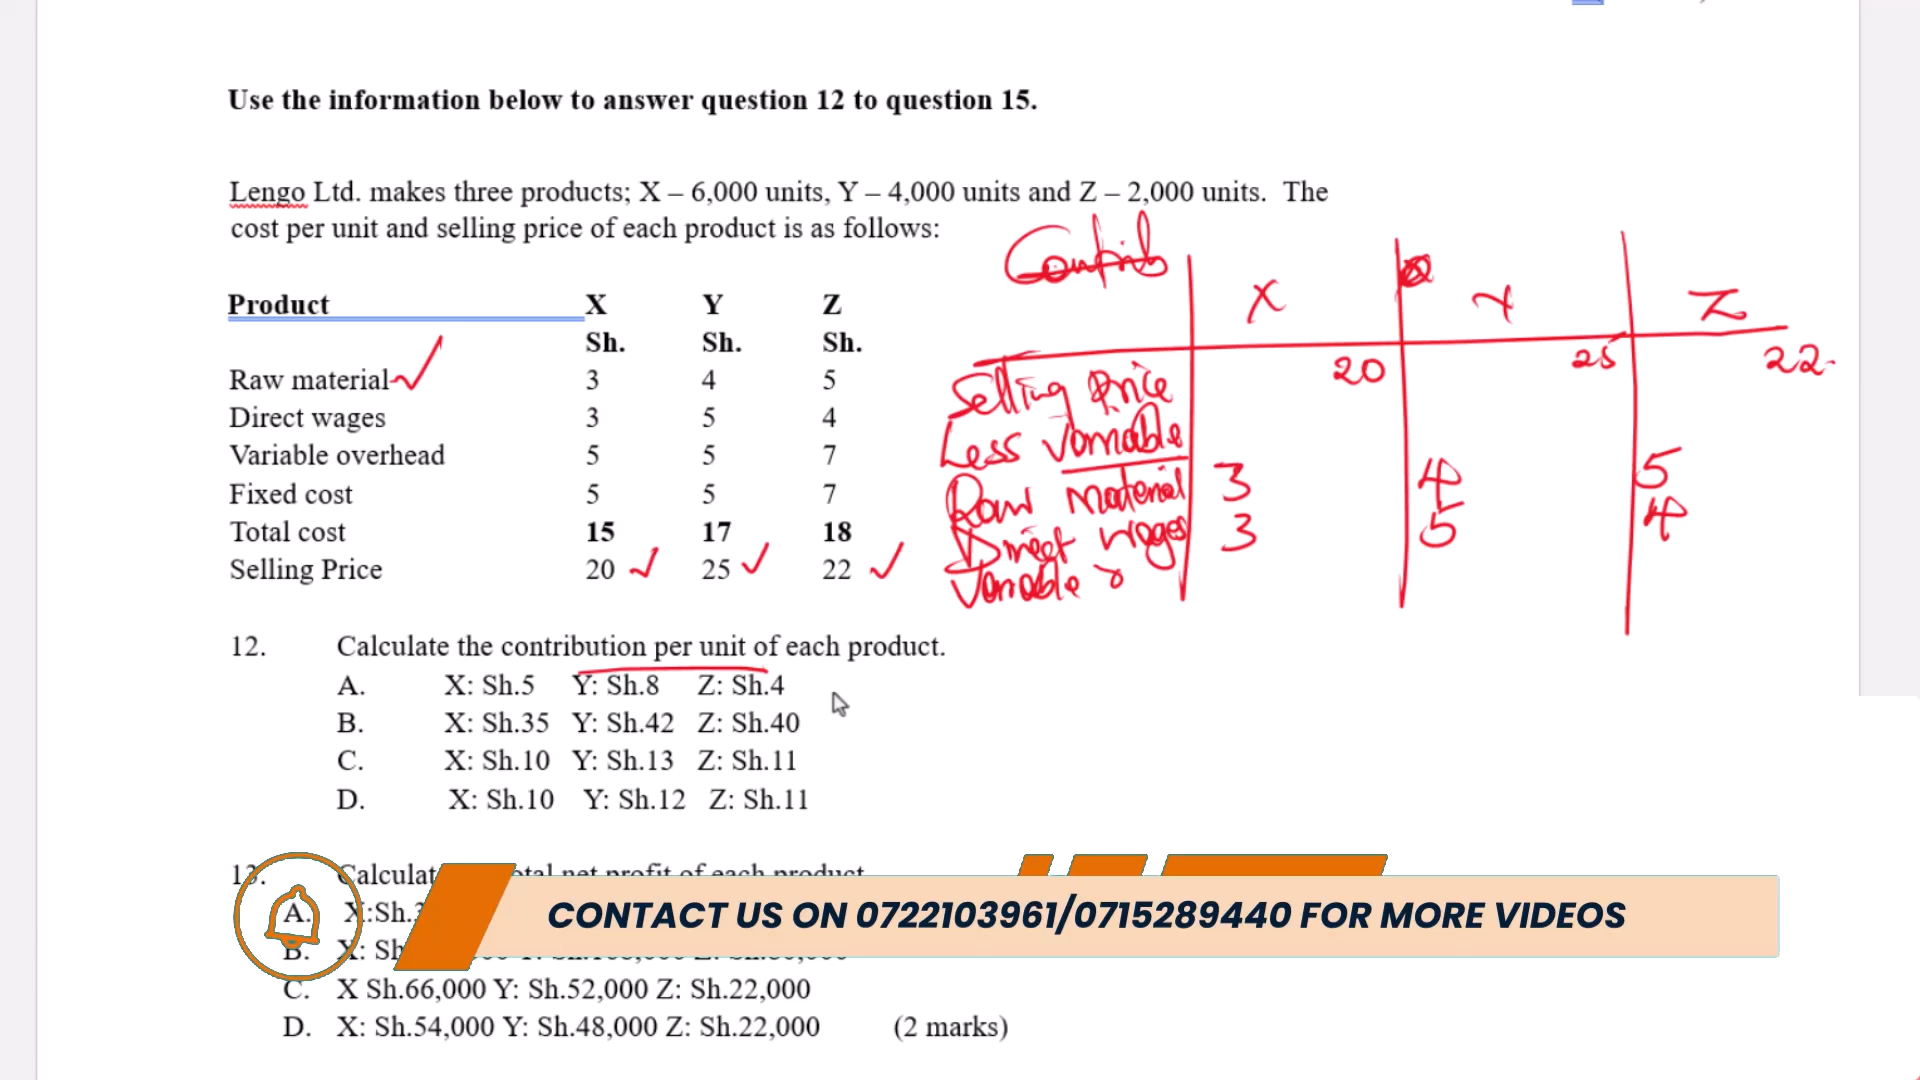 Use the information below to answer question 12 to question 15.
Lengo Ltd. makes three products; X – 6,000 units, Y – 4,000 units and Z – 2,000 units. The
cost per unit and selling price of each product is as follows:
Product X Y Z
Sh. Sh. Sh.
Raw material 3 4 5
Direct wages 3 5 4
Variable overhead 5 5 7
Fixed cost 5 5 7
Total cost 15 17 18
Selling Price 20 25 22
Contrib
X Y Z
Selling Price 20 25 22
Less Variable
Raw material 3 4 5
Direct wages 3 5 4
Variable o
12. Calculate the contribution per unit of each product.
A. X: Sh.5 Y: Sh.8 Z: Sh.4
B. X: Sh.35 Y: Sh.42 Z: Sh.40
C. X: Sh.10 Y: Sh.13 Z: Sh.11
D. X: Sh.10 Y: Sh.12 Z: Sh.11
13. net profit of each product
A. X:Sh.
CONTACT US ON 0722103961/0715289440 FOR MORE VIDEOS
B. X: Sh
C. X Sh.66,000 Y: Sh.52,000 Z: Sh.22,000
D. X: Sh.54,000 Y: Sh.48,000 Z: Sh.22,000 (2 marks)